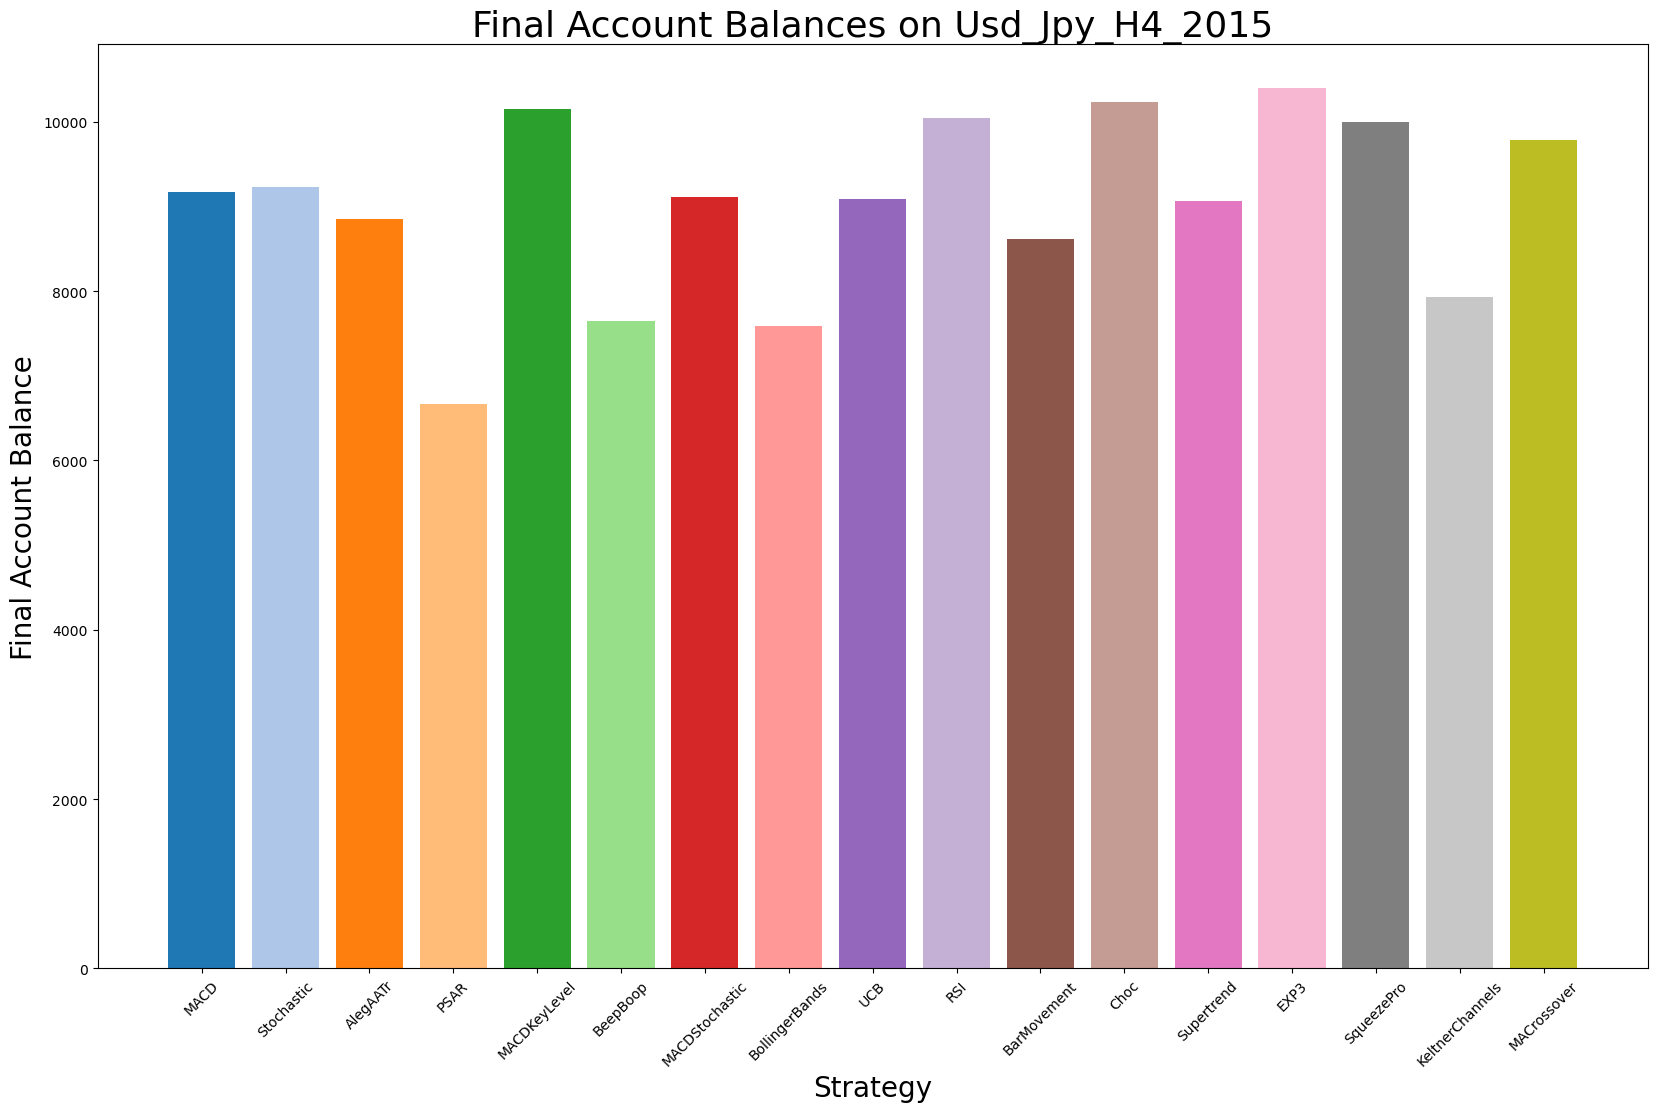 Final Account Balances on Usd_Jpy_H4_2015
Final Account Balance
10000
8000
6000
4000
2000
0
MACD
Stochastic
AlegAATr
PSAR
MACDKeyLevel
BeepBoop
MACDStochastic
BollingerBands
UCB
RSI
BarMovement
Choc
Supertrend
EXP3
SqueezePro
KeltnerChannels
MACrossover
Strategy